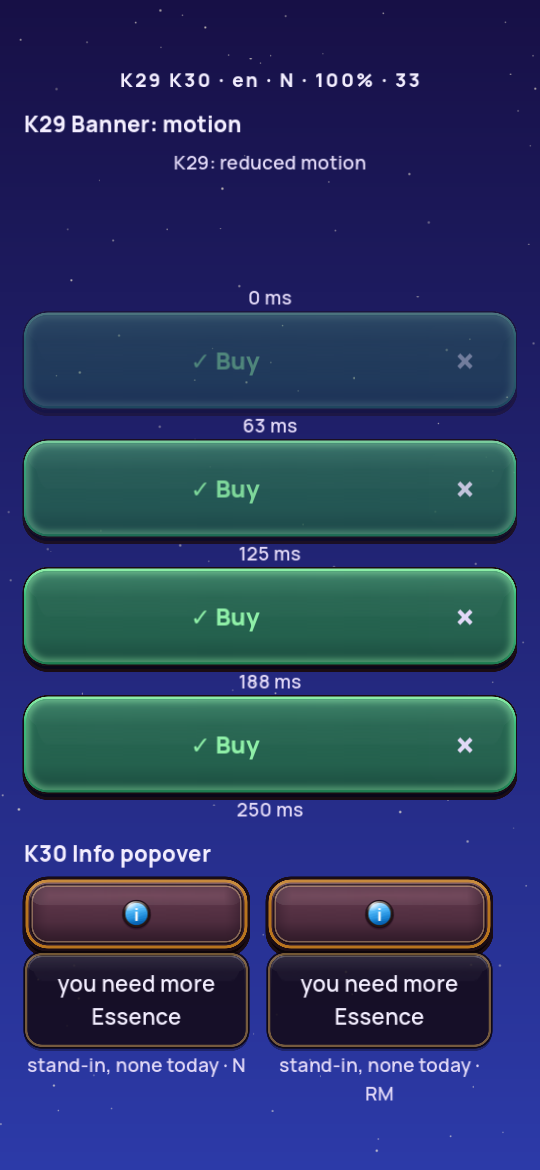 K29 K30 · en · N · 100% · 33
K29 Banner: motion
K29: reduced motion
0 ms
✓ Buy ×
63 ms
✓ Buy ×
125 ms
✓ Buy ×
188 ms
✓ Buy ×
250 ms
K30 Info popover
i i
you need more
Essence
you need more
Essence
stand-in, none today · N
stand-in, none today ·
RM